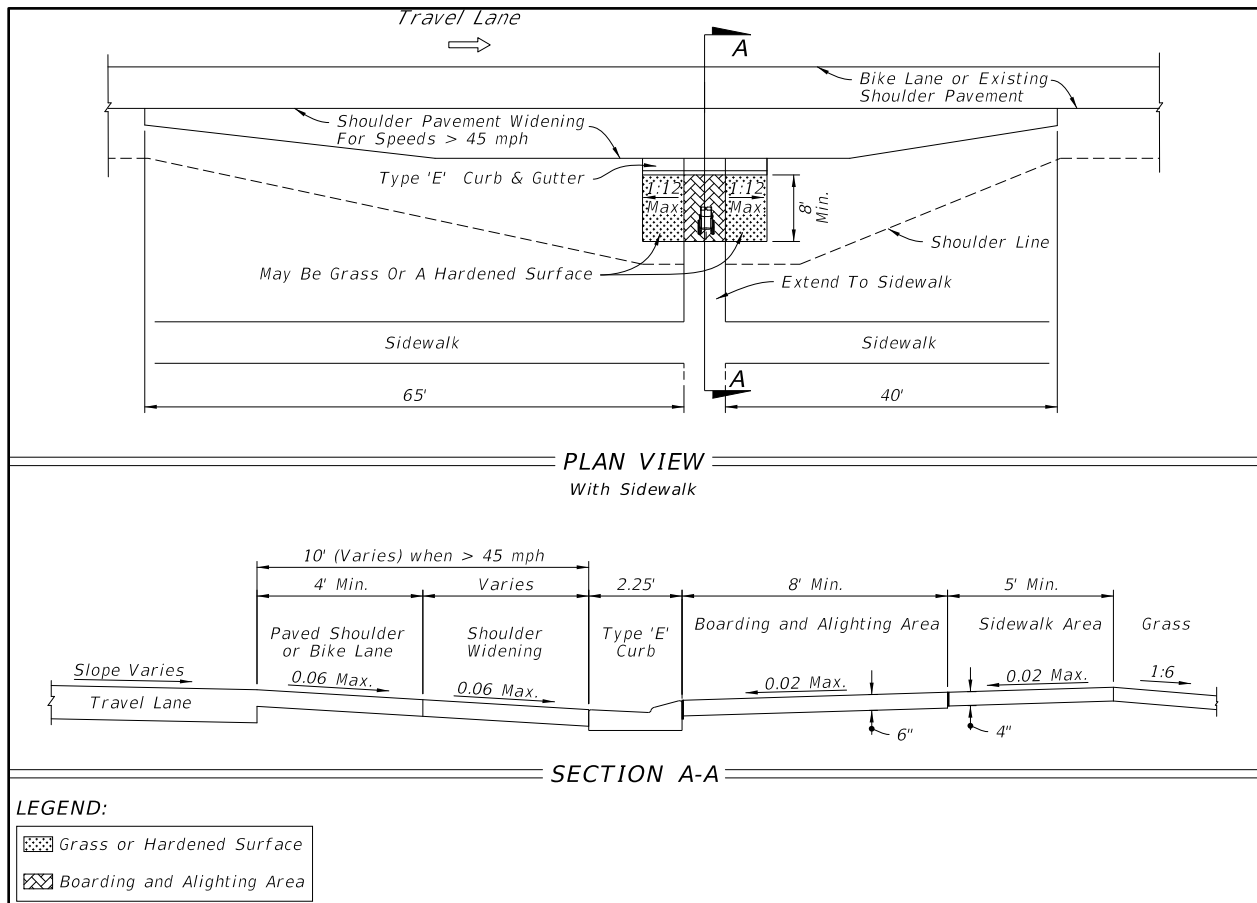 Travel Lane
A
Bike Lane or Existing
Shoulder Pavement
Shoulder Pavement Widening
For Speeds > 45 mph
Type 'E' Curb & Gutter
1:12
Max
1:12
Max
8'
Min.
Shoulder Line
May Be Grass Or A Hardened Surface
Extend To Sidewalk
Sidewalk
Sidewalk
A
65'
40'
PLAN VIEW
With Sidewalk
10' (Varies) when > 45 mph
4' Min.
Varies
2.25'
8' Min.
5' Min.
Paved Shoulder
or Bike Lane
Shoulder
Widening
Type 'E'
Curb
Boarding and Alighting Area
Sidewalk Area
Grass
Slope Varies
0.06 Max.
0.06 Max.
0.02 Max.
0.02 Max.
1:6
Travel Lane
6"
4"
SECTION A-A
LEGEND:
Grass or Hardened Surface
Boarding and Alighting Area